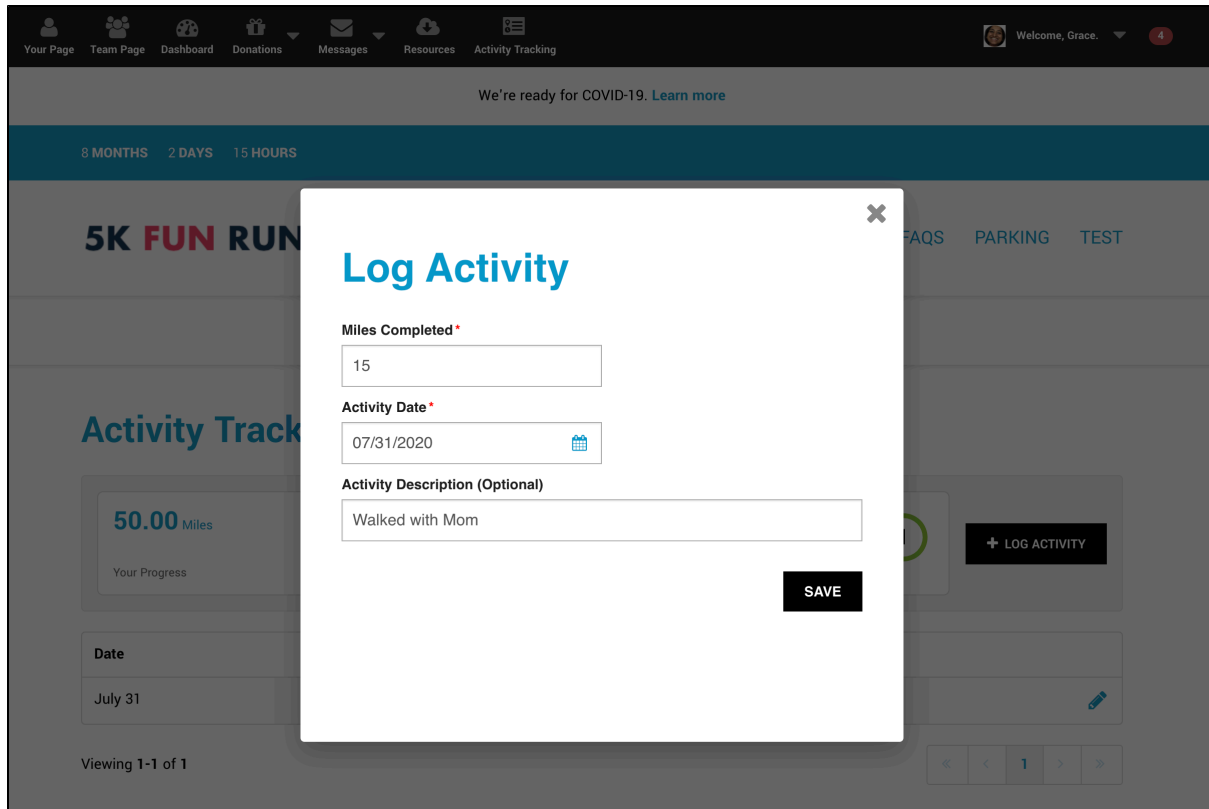 Your Page Team Page Dashboard Donations Messages Resources Activity Tracking Welcome, Grace. 4
We're ready for COVID-19. Learn more
8 MONTHS 2 DAYS 15 HOURS
5K FUN RUN FAQS PARKING TEST
Log Activity
Miles Completed*
15
Activity Date*
07/31/2020
Activity Description (Optional)
Walked with Mom
SAVE
Activity Track
50.00 Miles
Your Progress
+ LOG ACTIVITY
Date
July 31
Viewing 1-1 of 1
« < 1 > »